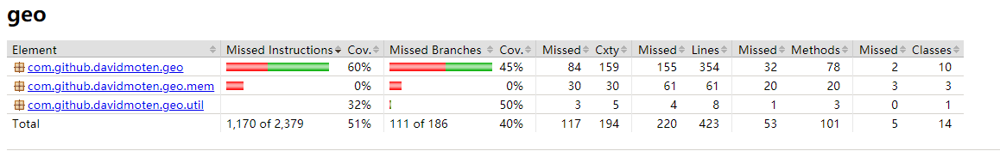 geo
Element Missed Instructions Cov. Missed Branches Cov. Missed Cxty Missed Lines Missed Methods Missed Classes
com.github.davidmoten.geo 60% 45% 84 159 155 354 32 78 2 10
com.github.davidmoten.geo.mem 0% 0% 30 30 61 61 20 20 3 3
com.github.davidmoten.geo.util 32% 50% 3 5 4 8 1 3 0 1
Total 1,170 of 2,379 51% 111 of 186 40% 117 194 220 423 53 101 5 14